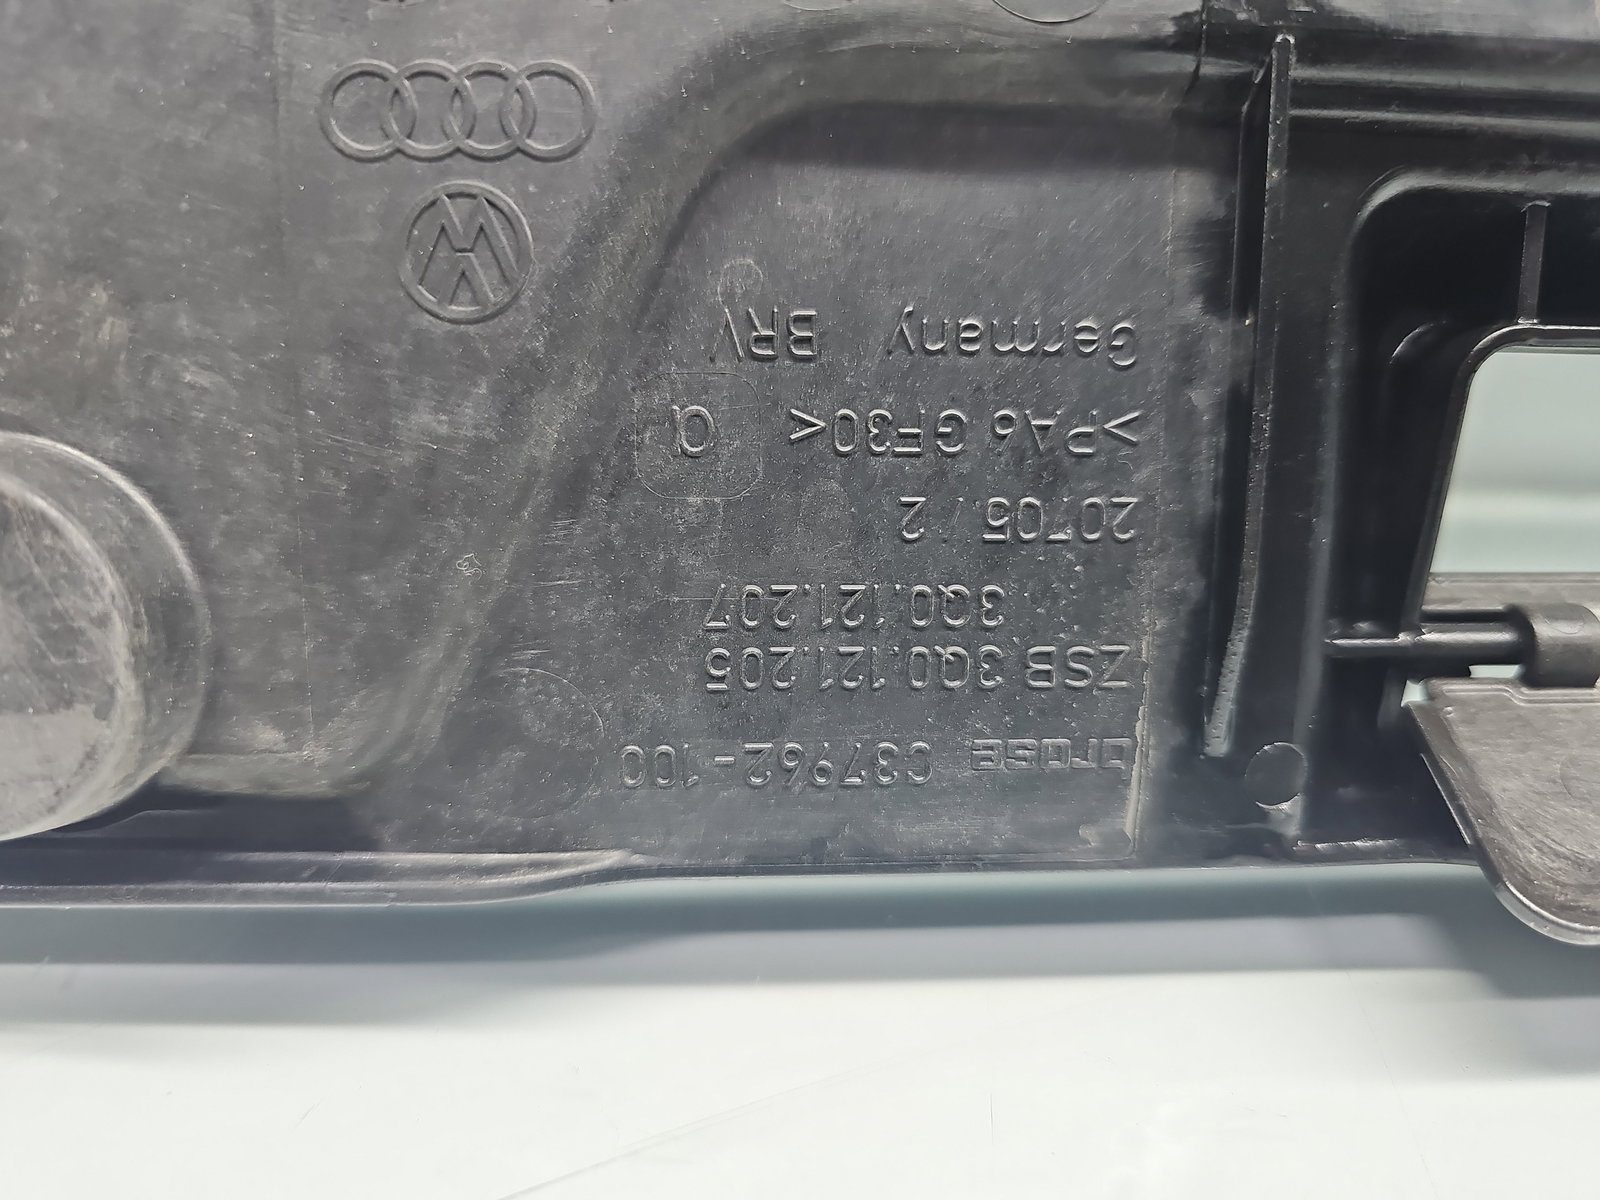 brose C37962-100
ZSB 3Q0.121.205
3Q0.121.207
20705 / 2
>PA6 GF30<
Germany BRV